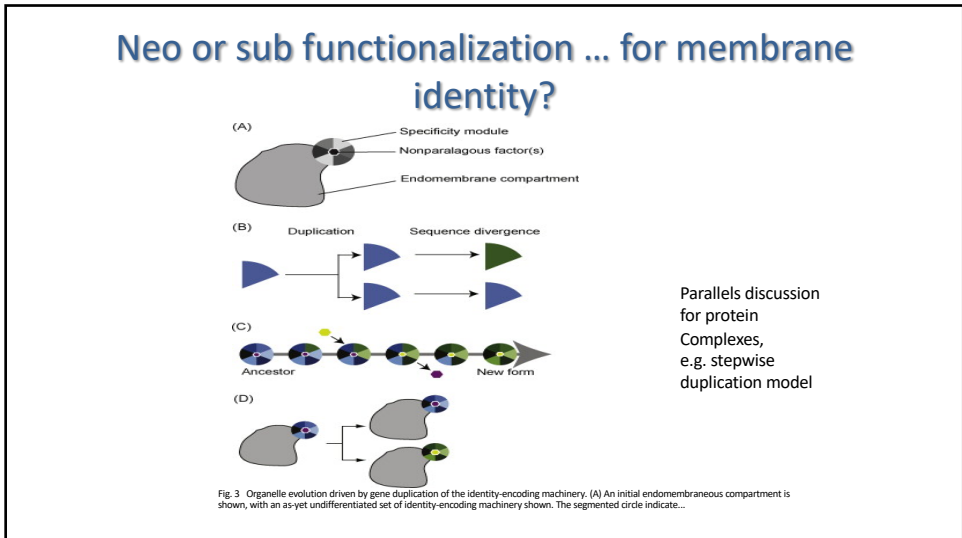 Neo or sub functionalization ... for membrane
identity?
(A)
Specificity module
Nonparalagous factor(s)
Endomembrane compartment
(B)
Duplication
Sequence divergence
(C)
Ancestor
New form
(D)
Parallels discussion
for protein
Complexes,
e.g. stepwise
duplication model
Fig. 3 Organelle evolution driven by gene duplication of the identity-encoding machinery. (A) An initial endomembraneous compartment is
shown, with an as-yet undifferentiated set of identity-encoding machinery shown. The segmented circle indicate...